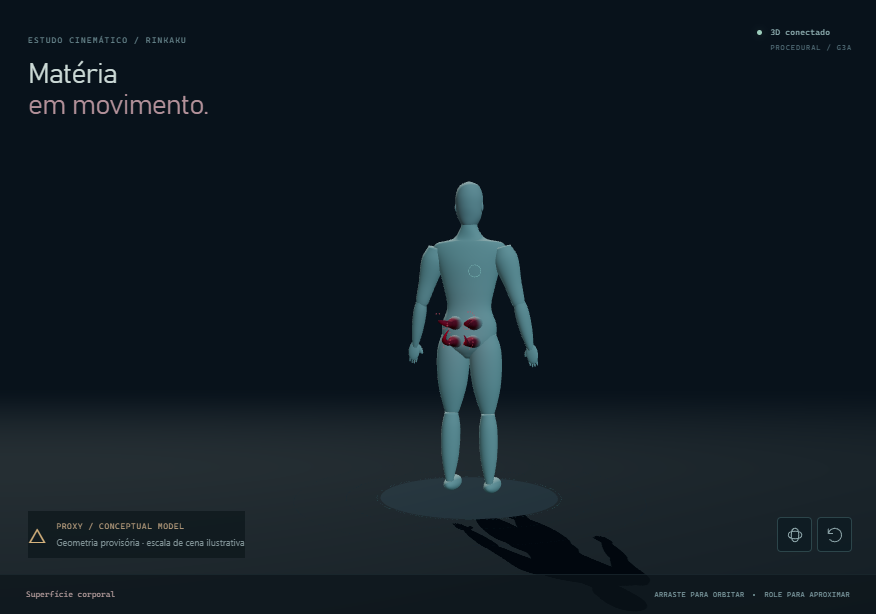 ESTUDO CINEMÁTICO / RINKAKU
Matéria
em movimento.
3D conectado
PROCEDURAL / G3A
PROXY / CONCEPTUAL MODEL
Geometria provisória · escala de cena ilustrativa
Superfície corporal
ARRASTE PARA ORBITAR • ROLE PARA APROXIMAR